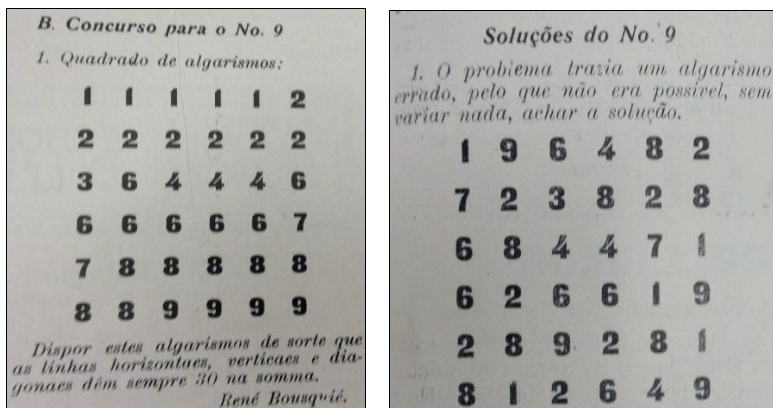 B. Concurso para o No. 9
1. Quadrado de algarismos:
1 1 1 1 1 2
2 2 2 2 2 2
3 6 4 4 4 6
6 6 6 6 6 7
7 8 8 8 8 8
8 8 9 9 9 9
Dispor estes algarismos de sorte que
as linhas horizontaes, verticaes e dia-
gonaes dêm sempre 30 na somma.
René Bousquié.
Soluções do No. 9
1. O problema trazia um algarismo
errado, pelo que não era possivel, sem
variar nada, achar a solução.
1 9 6 4 8 2
7 2 3 8 2 8
6 8 4 4 7 1
6 2 6 6 1 9
2 8 9 2 8 1
8 1 2 6 4 9